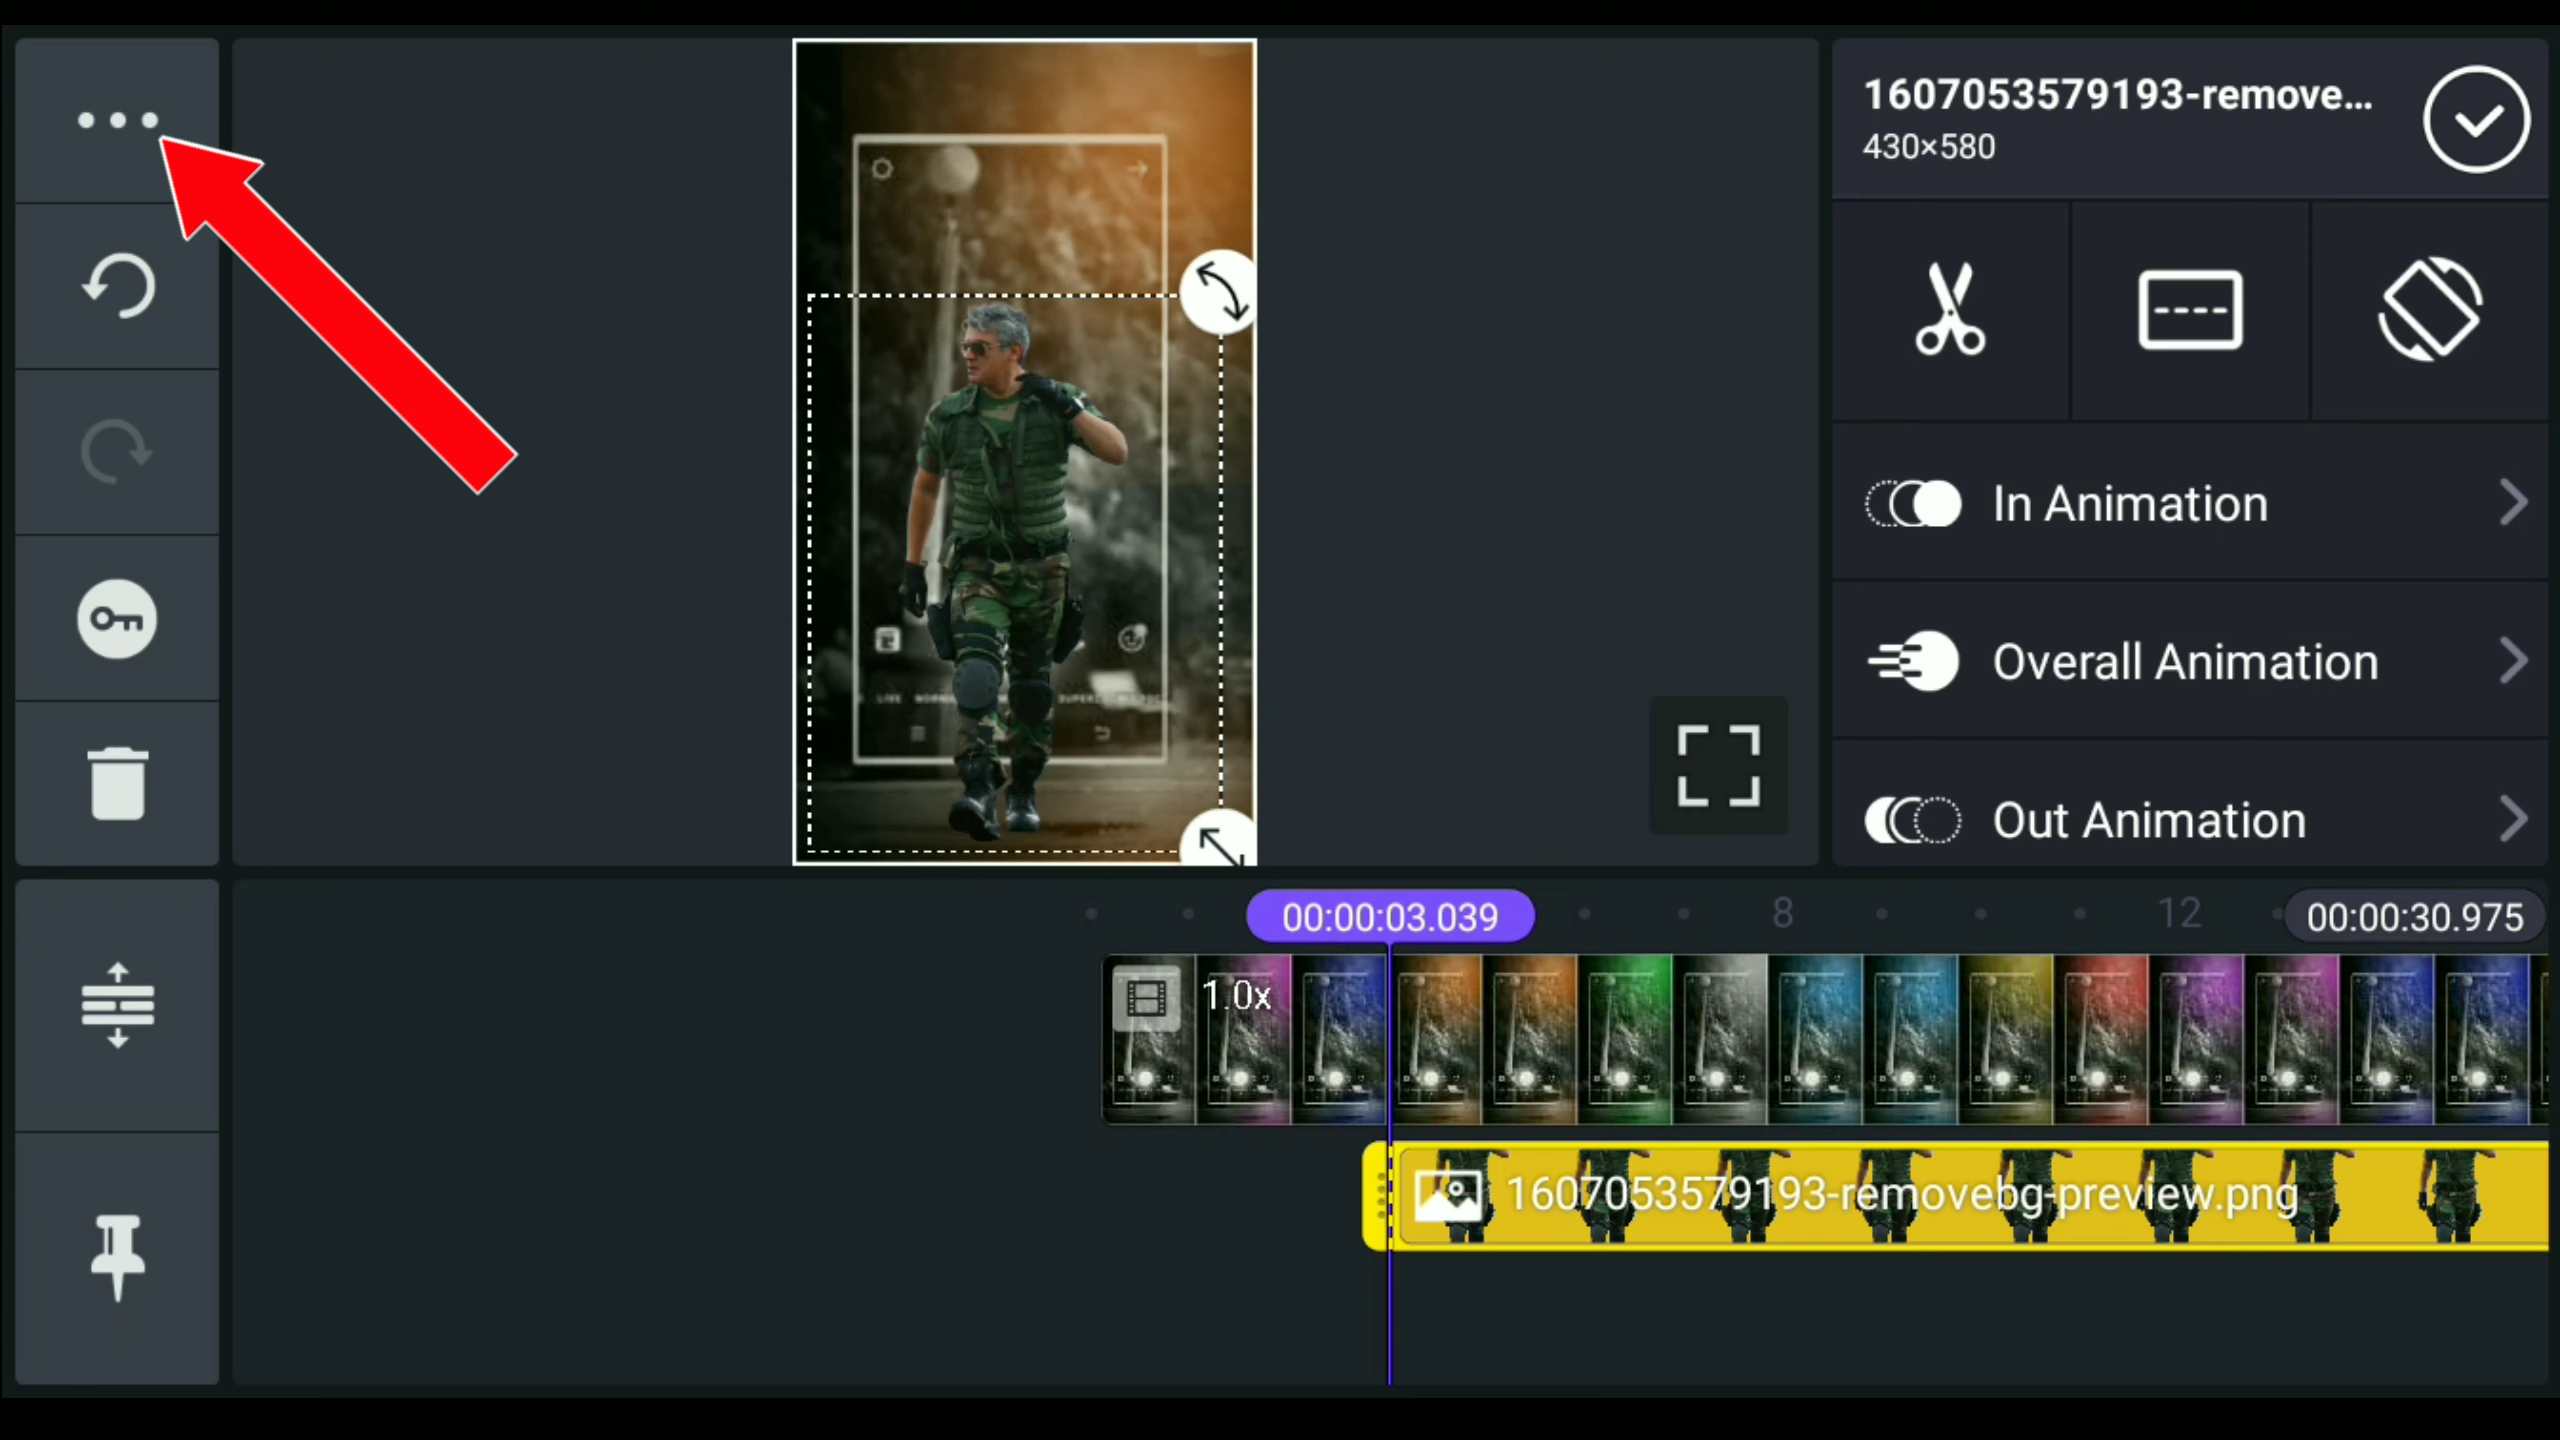 1607053579193-remove...
430×580
In Animation
Overall Animation
Out Animation
LIVE
00:00:03.039
8
12
00:00:30.975
1.0x
1607053579193-removebg-preview.png